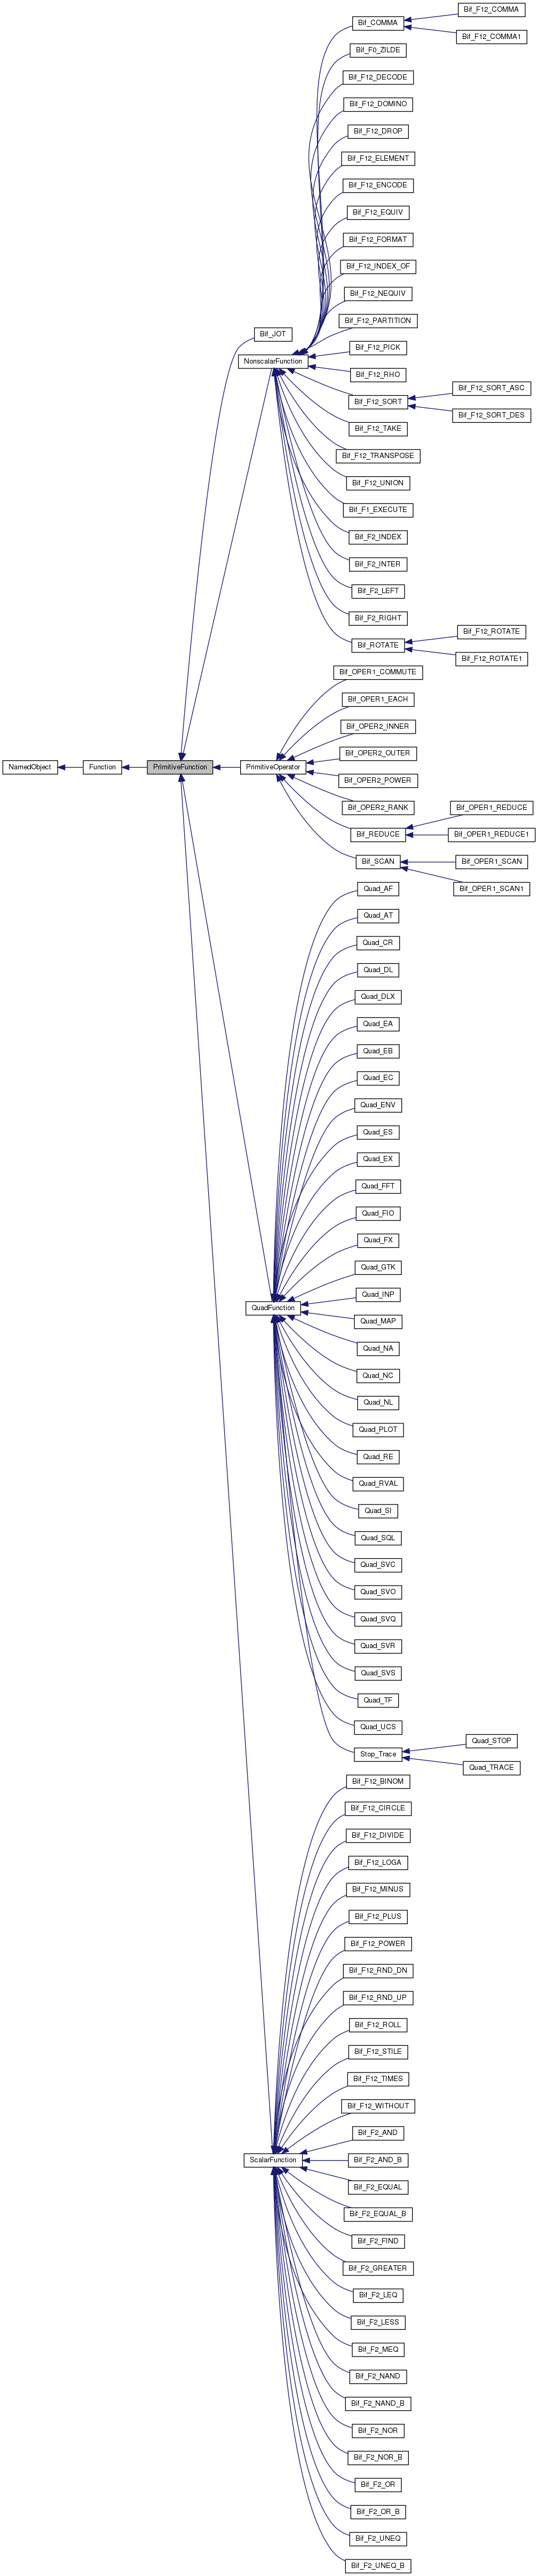 Bif_F12_COMMA
Bif_COMMA
Bif_F12_COMMA1
Bif_F0_ZILDE
Bif_F12_DECODE
Bif_F12_DOMINO
Bif_F12_DROP
Bif_F12_ELEMENT
Bif_F12_ENCODE
Bif_F12_EQUIV
Bif_F12_FORMAT
Bif_F12_INDEX_OF
Bif_F12_NEQUIV
Bif_F12_PARTITION
Bif_JOT
Bif_F12_PICK
NonscalarFunction
Bif_F12_RHO
Bif_F12_SORT_ASC
Bif_F12_SORT
Bif_F12_SORT_DES
Bif_F12_TAKE
Bif_F12_TRANSPOSE
Bif_F12_UNION
Bif_F1_EXECUTE
Bif_F2_INDEX
Bif_F2_INTER
Bif_F2_LEFT
Bif_F2_RIGHT
Bif_F12_ROTATE
Bif_ROTATE
Bif_F12_ROTATE1
Bif_OPER1_COMMUTE
Bif_OPER1_EACH
Bif_OPER2_INNER
Bif_OPER2_OUTER
NamedObject
Function
PrimitiveFunction
PrimitiveOperator
Bif_OPER2_POWER
Bif_OPER2_RANK
Bif_OPER1_REDUCE
Bif_REDUCE
Bif_OPER1_REDUCE1
Bif_SCAN
Bif_OPER1_SCAN
Bif_OPER1_SCAN1
Quad_AF
Quad_AT
Quad_CR
Quad_DL
Quad_DLX
Quad_EA
Quad_EB
Quad_EC
Quad_ENV
Quad_ES
Quad_EX
Quad_FFT
Quad_FIO
Quad_FX
Quad_GTK
Quad_INP
QuadFunction
Quad_MAP
Quad_NA
Quad_NC
Quad_NL
Quad_PLOT
Quad_RE
Quad_RVAL
Quad_SI
Quad_SQL
Quad_SVC
Quad_SVO
Quad_SVQ
Quad_SVR
Quad_SVS
Quad_TF
Quad_UCS
Quad_STOP
Stop_Trace
Quad_TRACE
Bif_F12_BINOM
Bif_F12_CIRCLE
Bif_F12_DIVIDE
Bif_F12_LOGA
Bif_F12_MINUS
Bif_F12_PLUS
Bif_F12_POWER
Bif_F12_RND_DN
Bif_F12_RND_UP
Bif_F12_ROLL
Bif_F12_STILE
Bif_F12_TIMES
Bif_F12_WITHOUT
Bif_F2_AND
ScalarFunction
Bif_F2_AND_B
Bif_F2_EQUAL
Bif_F2_EQUAL_B
Bif_F2_FIND
Bif_F2_GREATER
Bif_F2_LEQ
Bif_F2_LESS
Bif_F2_MEQ
Bif_F2_NAND
Bif_F2_NAND_B
Bif_F2_NOR
Bif_F2_NOR_B
Bif_F2_OR
Bif_F2_OR_B
Bif_F2_UNEQ
Bif_F2_UNEQ_B